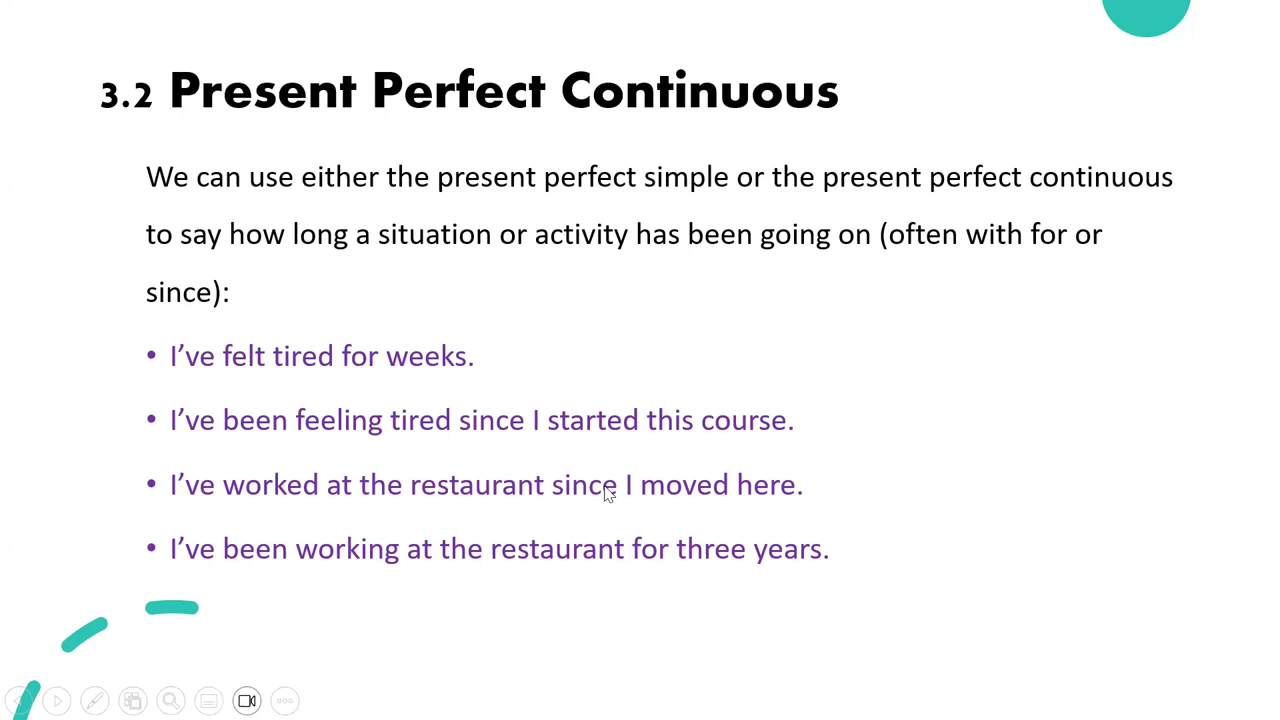 3.2 Present Perfect Continuous
We can use either the present perfect simple or the present perfect continuous
to say how long a situation or activity has been going on (often with for or
since):
• I’ve felt tired for weeks.
• I’ve been feeling tired since I started this course.
• I’ve worked at the restaurant since I moved here.
• I’ve been working at the restaurant for three years.